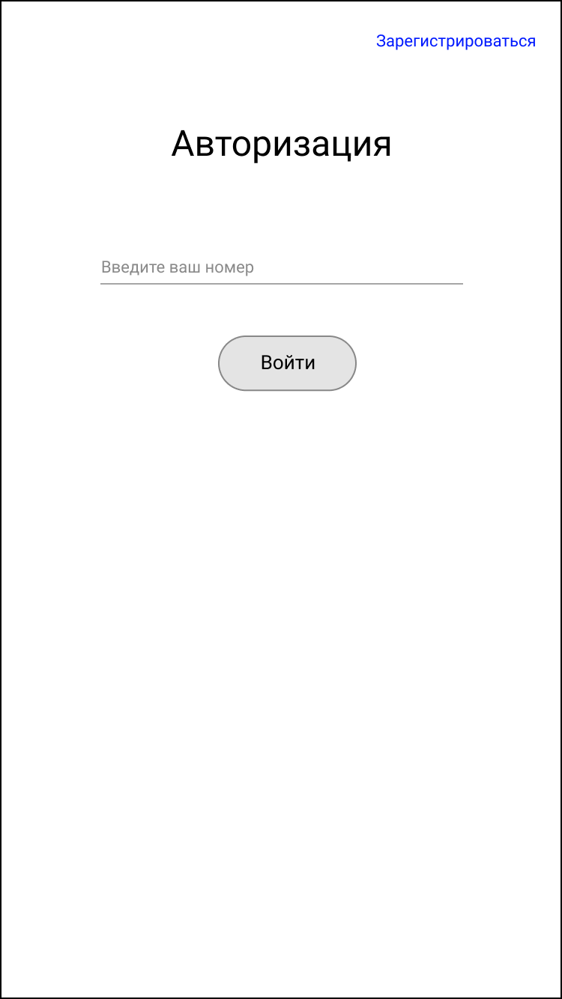 Зарегистрироваться
Авторизация
Введите ваш номер
Войти